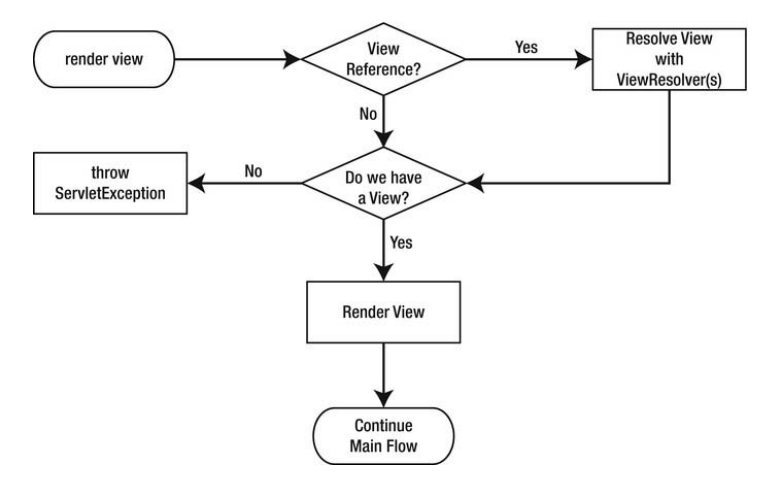 render view
View
Reference?
Yes
Resolve View
with
ViewResolver(s)
No
throw
ServletException
No
Do we have
a View?
Yes
Render View
Continue
Main Flow